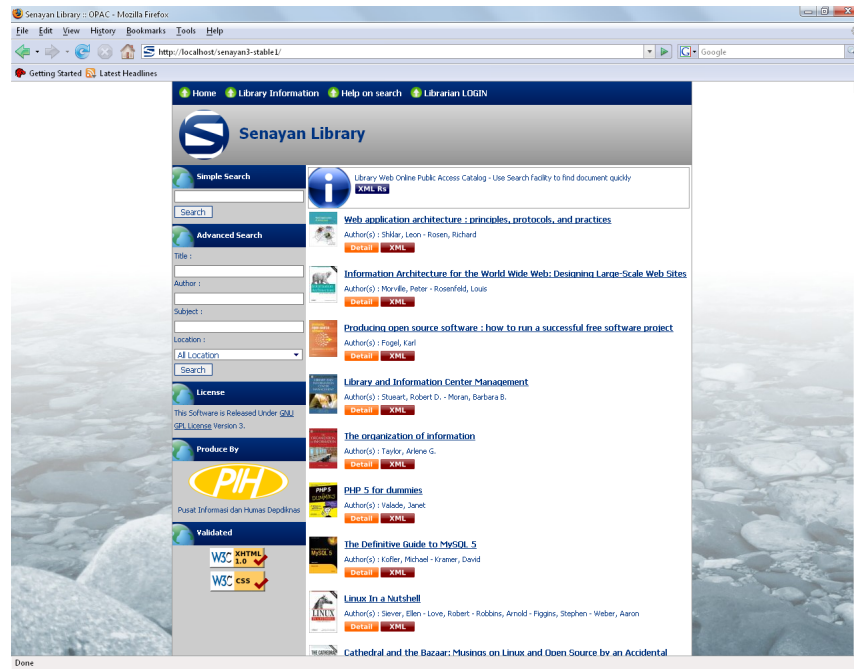 Senayan Library :: OPAC - Mozilla Firefox
File Edit View History Bookmarks Tools Help
http://localhost/senayan3-stable1/
Google
Getting Started Latest Headlines
Home Library Information Help on search Librarian LOGIN
Senayan Library
Simple Search
Search
Advanced Search
Title :
Author :
Subject :
Location :
All Location
Search
License
This Software is Released Under GNU
GPL License Version 3.
Produce By
PIH
Pusat Informasi dan Humas Depdiknas
Validated
W3C XHTML 1.0
W3C CSS
Library Web Online Public Access Catalog - Use Search facility to find document quickly
XML Rs
Web application architecture : principles, protocols, and practices
Author(s) : Shklar, Leon - Rosen, Richard
Detail XML
Information Architecture for the World Wide Web: Designing Large-Scale Web Sites
Author(s) : Morville, Peter - Rosenfeld, Louis
Detail XML
Producing open source software : how to run a successful free software project
Author(s) : Fogel, Karl
Detail XML
Library and Information Center Management
Author(s) : Stueart, Robert D. - Moran, Barbara B.
Detail XML
The organization of information
Author(s) : Taylor, Arlene G.
Detail XML
PHP 5 for dummies
Author(s) : Valade, Janet
Detail XML
The Definitive Guide to MySQL 5
Author(s) : Kofler, Michael - Kramer, David
Detail XML
Linux In a Nutshell
Author(s) : Siever, Ellen - Love, Robert - Robbins, Arnold - Figgins, Stephen - Weber, Aaron
Detail XML
Cathedral and the Bazaar: Musings on Linux and Open Source by an Accidental
Done